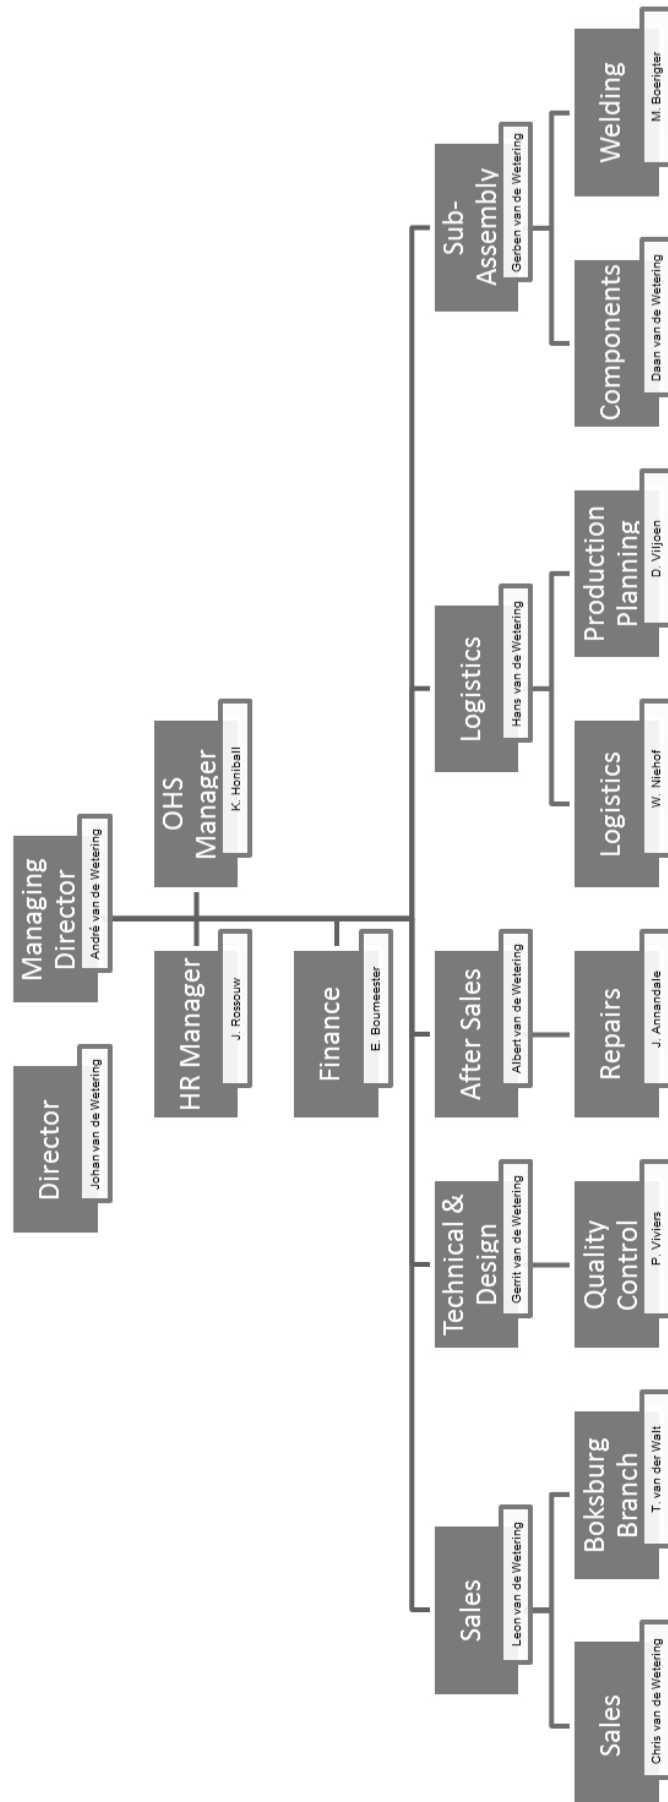 Director
Johan van de Wetering
Managing
Director
André van de Wetering
HR Manager
J. Rossouw
OHS
Manager
K. Honiball
Finance
E. Boumeester
Sales
Leon van de Wetering
Technical &
Design
Gerrit van de Wetering
After Sales
Albert van de Wetering
Logistics
Hans van de Wetering
Sub-
Assembly
Gerben van de Wetering
Sales
Chris van de Wetering
Boksburg
Branch
T. van der Walt
Quality
Control
P. Viviers
Repairs
J. Annandale
Logistics
W. Niehof
Production
Planning
D. Viljoen
Components
Daan van de Wetering
Welding
M. Boerigter